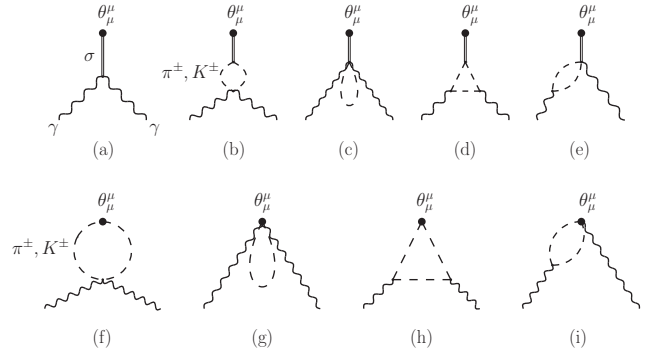 θ^μ_μ θ^μ_μ θ^μ_μ θ^μ_μ θ^μ_μ
σ π^±, K^±
γ γ
(a) (b) (c) (d) (e)
θ^μ_μ θ^μ_μ θ^μ_μ θ^μ_μ
π^±, K^±
(f) (g) (h) (i)